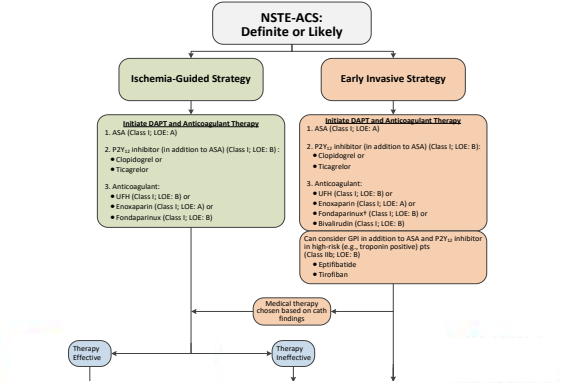 NSTE-ACS:
Definite or Likely
Ischemia-Guided Strategy
Early Invasive Strategy
Initiate DAPT and Anticoagulant Therapy
1. ASA (Class I; LOE: A)
2. P2Y₁₂ inhibitor (in addition to ASA) (Class I; LOE: B) :
● Clopidogrel or
● Ticagrelor
3. Anticoagulant:
● UFH (Class I; LOE: B) or
● Enoxaparin (Class I; LOE: A) or
● Fondaparinux (Class I; LOE: B)
Initiate DAPT and Anticoagulant Therapy
1. ASA (Class I; LOE: A)
2. P2Y₁₂ inhibitor (in addition to ASA) (Class I; LOE: B):
● Clopidogrel or
● Ticagrelor
3. Anticoagulant:
● UFH (Class I; LOE: B) or
● Enoxaparin (Class I; LOE: A) or
● Fondaparinux† (Class I; LOE: B) or
● Bivalirudin (Class I; LOE: B)
Can consider GPI in addition to ASA and P2Y₁₂ inhibitor
in high-risk (e.g., troponin positive) pts
(Class IIb; LOE: B)
● Eptifibatide
● Tirofiban
Medical therapy
chosen based on cath
findings
Therapy
Effective
Therapy
Ineffective